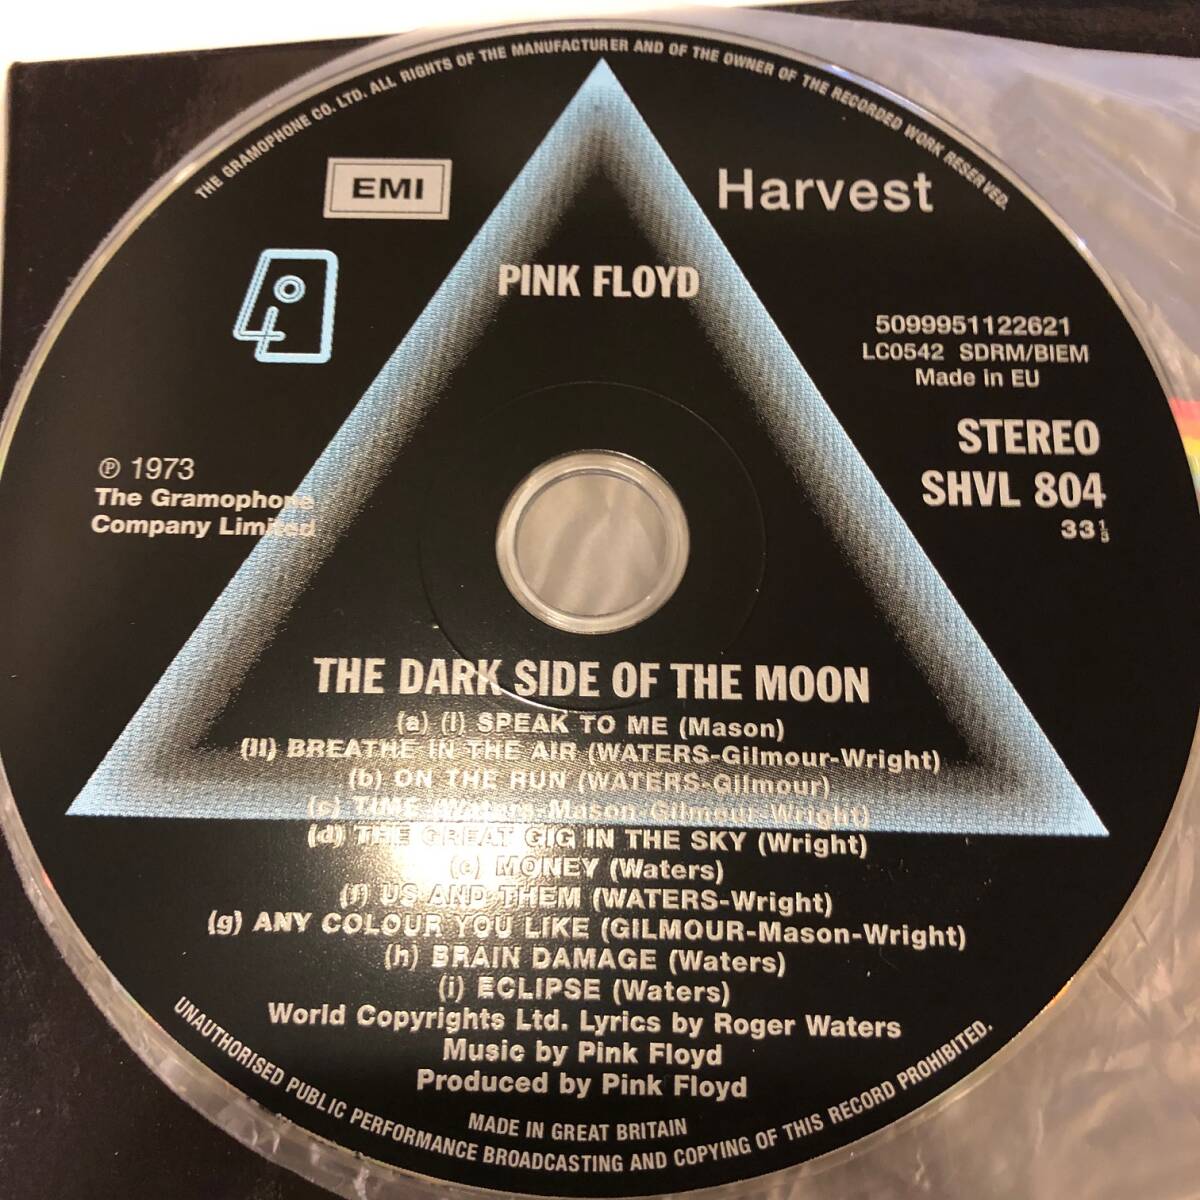 THE GRAMOPHONE CO. LTD. ALL RIGHTS OF THE MANUFACTURER AND OF THE OWNER OF THE RECORDED WORK RESERVED.
EMI
Harvest
PINK FLOYD
5099951122621
LC0542 SDRM/BIEM
Made in EU
STEREO
SHVL 804
33⅓
℗ 1973
The Gramophone
Company Limited
THE DARK SIDE OF THE MOON
(a) (I) SPEAK TO ME (Mason)
(II) BREATHE IN THE AIR (WATERS-Gilmour-Wright)
(b) ON THE RUN (WATERS-Gilmour)
(c) TIME (Waters-Mason-Gilmour-Wright)
(d) THE GREAT GIG IN THE SKY (Wright)
(e) MONEY (Waters)
(f) US AND THEM (WATERS-Wright)
(g) ANY COLOUR YOU LIKE (GILMOUR-Mason-Wright)
(h) BRAIN DAMAGE (Waters)
(i) ECLIPSE (Waters)
World Copyrights Ltd. Lyrics by Roger Waters
Music by Pink Floyd
Produced by Pink Floyd
MADE IN GREAT BRITAIN
UNAUTHORISED PUBLIC PERFORMANCE BROADCASTING AND COPYING OF THIS RECORD PROHIBITED.